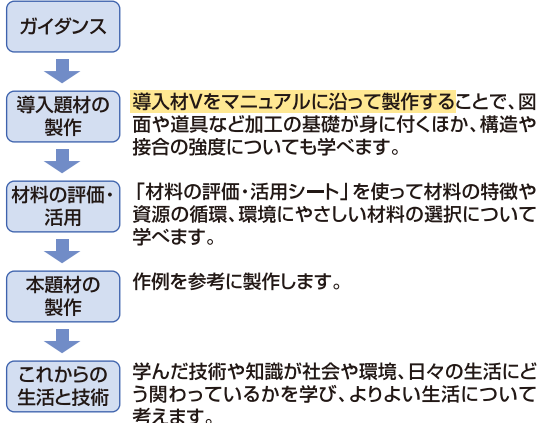 ガイダンス
導入題材の
製作
導入材Vをマニュアルに沿って製作することで、図
面や道具など加工の基礎が身に付くほか、構造や
接合の強度についても学べます。
材料の評価・
活用
「材料の評価・活用シート」を使って材料の特徴や
資源の循環、環境にやさしい材料の選択について
学べます。
本題材の
製作
作例を参考に製作します。
これからの
生活と技術
学んだ技術や知識が社会や環境、日々の生活にど
う関わっているかを学び、よりよい生活について
考えます。